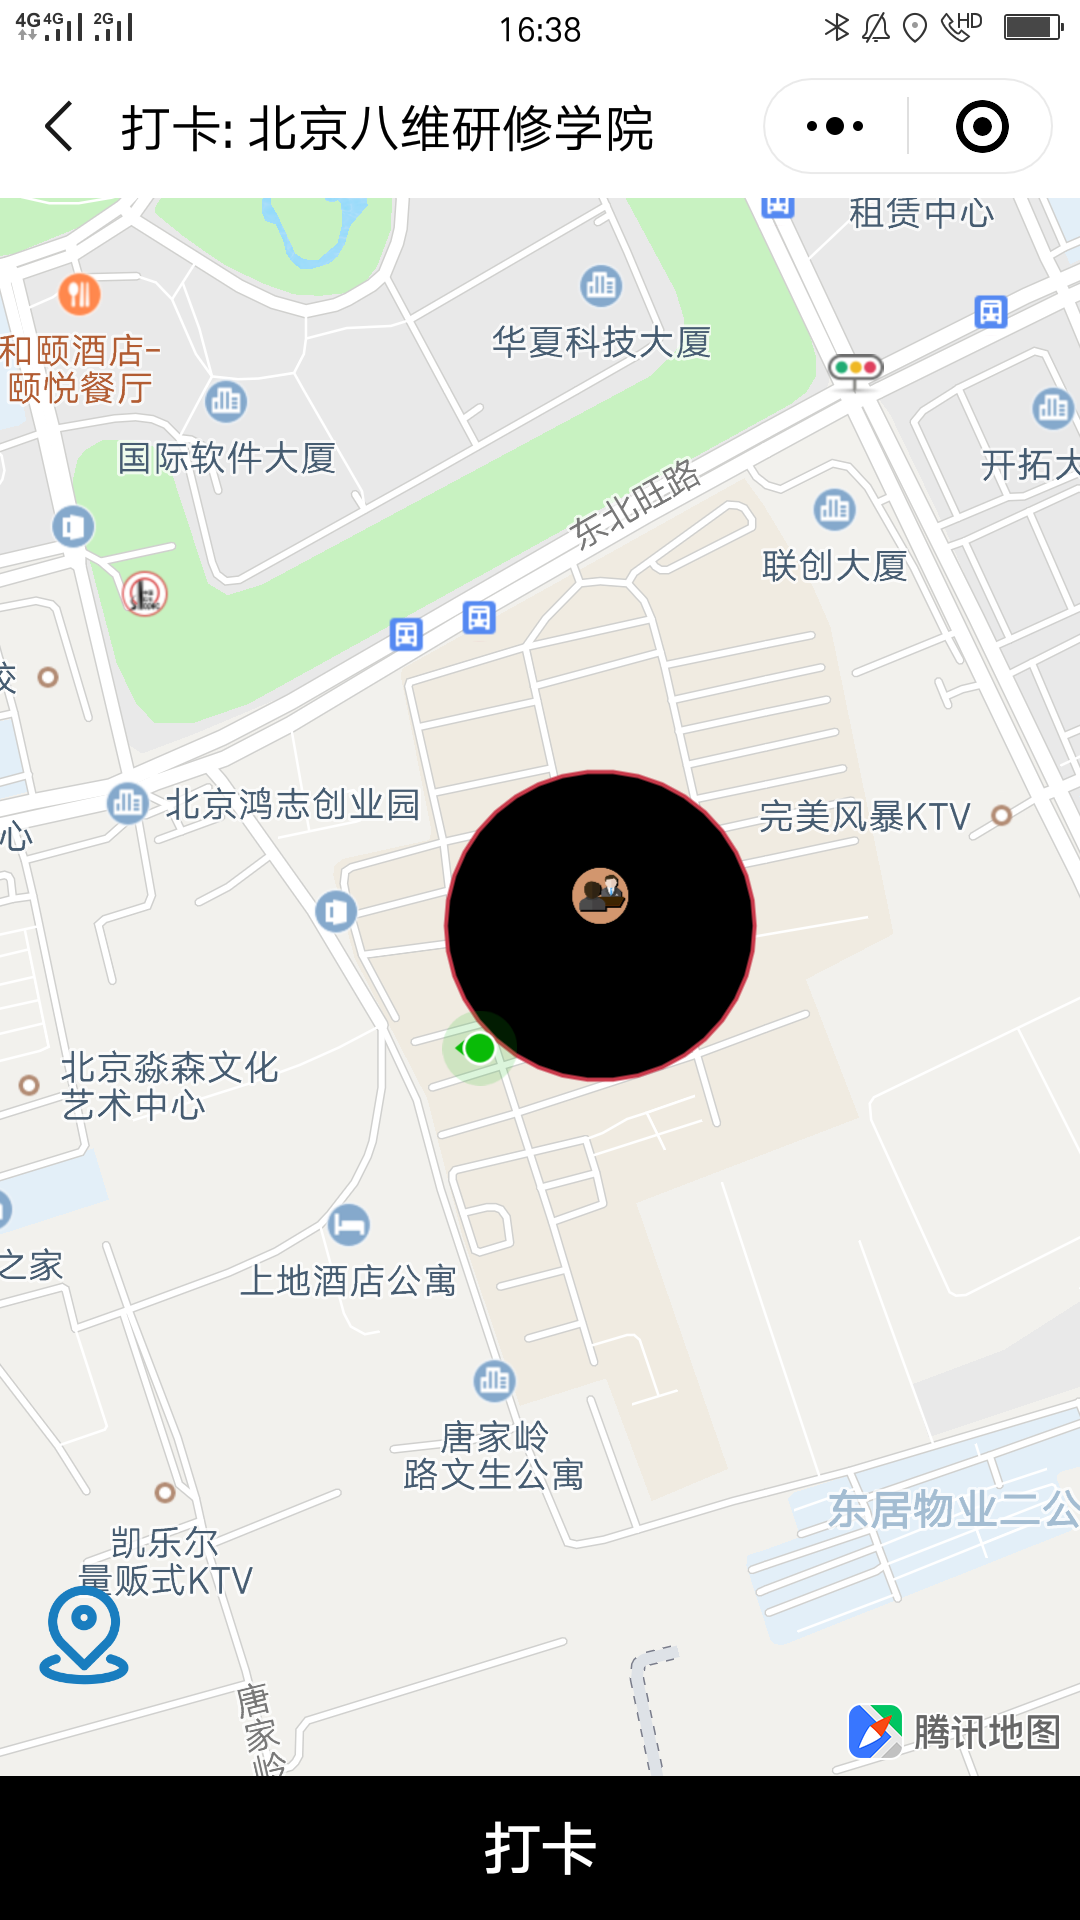 4G 4G 2G 16:38 HD
打卡: 北京八维研修学院
租赁中心
华夏科技大厦
和颐酒店-
颐悦餐厅
国际软件大厦
开拓大
东北旺路
联创大厦
校
北京鸿志创业园
完美风暴KTV
心
北京淼森文化
艺术中心
之家
上地酒店公寓
唐家岭
路文生公寓
东居物业二公
凯乐尔
量贩式KTV
唐家岭
腾讯地图
打卡